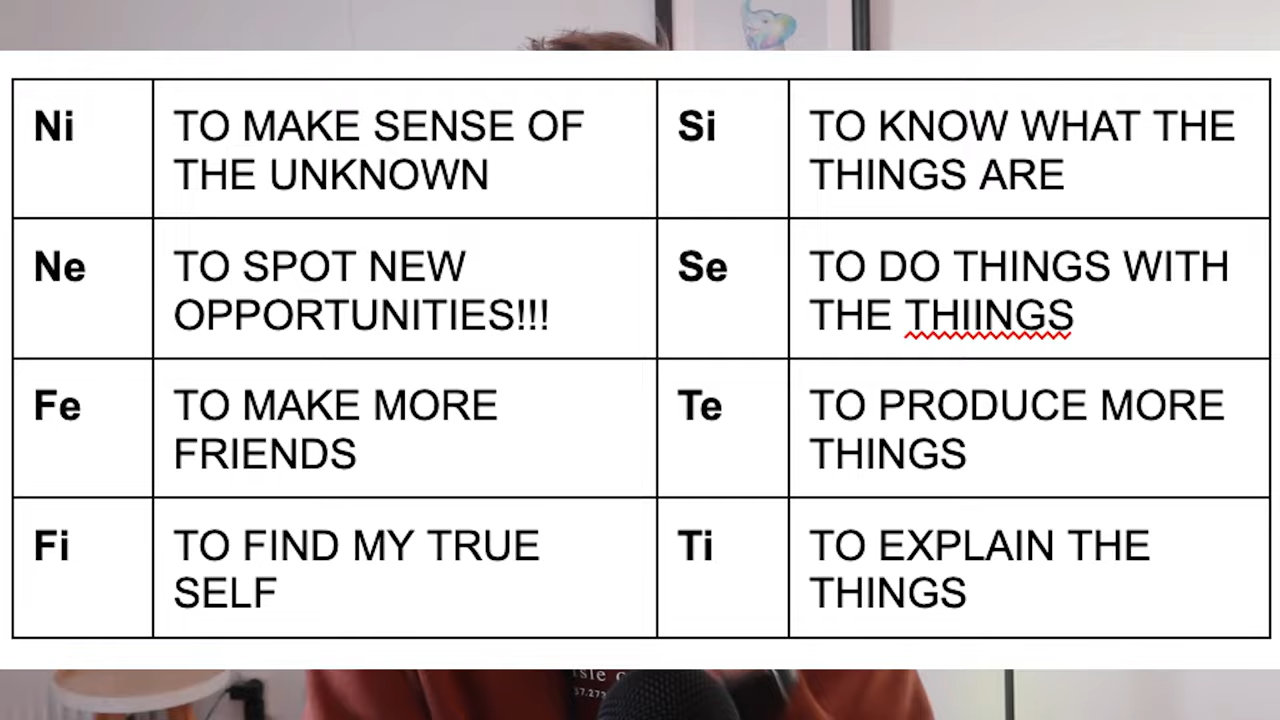 Ni
TO MAKE SENSE OF
THE UNKNOWN
Si
TO KNOW WHAT THE
THINGS ARE
Ne
TO SPOT NEW
OPPORTUNITIES!!!
Se
TO DO THINGS WITH
THE THIINGS
Fe
TO MAKE MORE
FRIENDS
Te
TO PRODUCE MORE
THINGS
Fi
TO FIND MY TRUE
SELF
Ti
TO EXPLAIN THE
THINGS